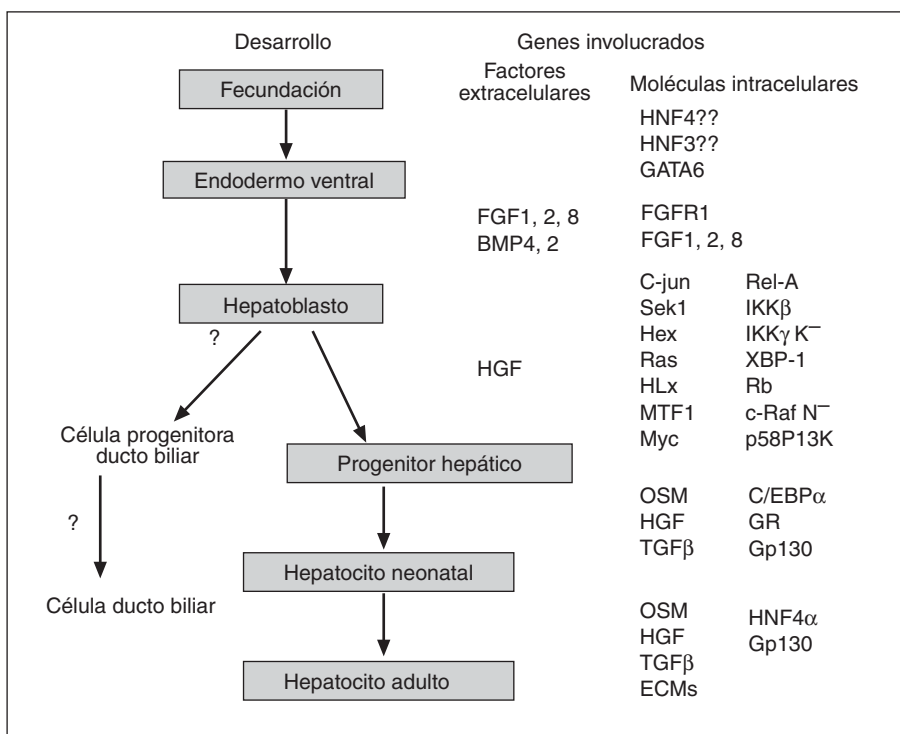 Desarrollo
Genes involucrados
Factores
extracelulares
Moléculas intracelulares
Fecundación
HNF4??
HNF3??
GATA6
Endodermo ventral
FGF1, 2, 8
BMP4, 2
FGFR1
FGF1, 2, 8
Hepatoblasto
?
HGF
C-jun Rel-A
Sek1 IKKβ
Hex IKKγ K⁻
Ras XBP-1
HLx Rb
MTF1 c-Raf N⁻
Myc p58P13K
Célula progenitora
ducto biliar
Progenitor hepático
?
OSM C/EBPα
HGF GR
TGFβ Gp130
Hepatocito neonatal
Célula ducto biliar
OSM HNF4α
HGF Gp130
TGFβ
ECMs
Hepatocito adulto